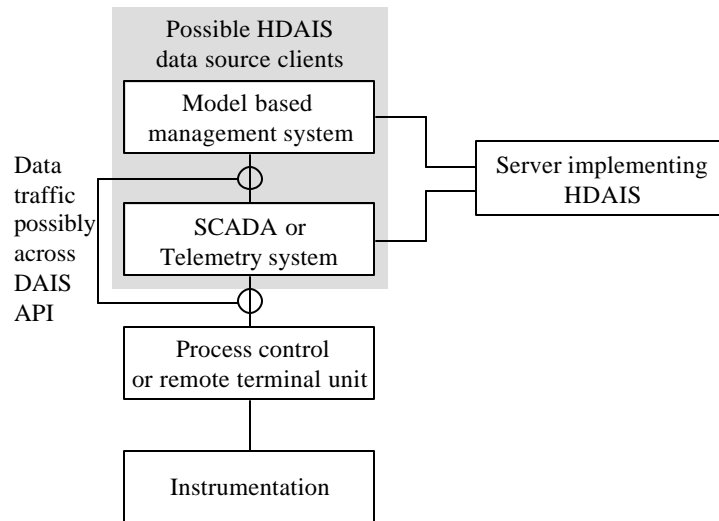 Possible HDAIS
data source clients
Model based
management system
Data
traffic
possibly
across
DAIS
API
Server implementing
HDAIS
SCADA or
Telemetry system
Process control
or remote terminal unit
Instrumentation